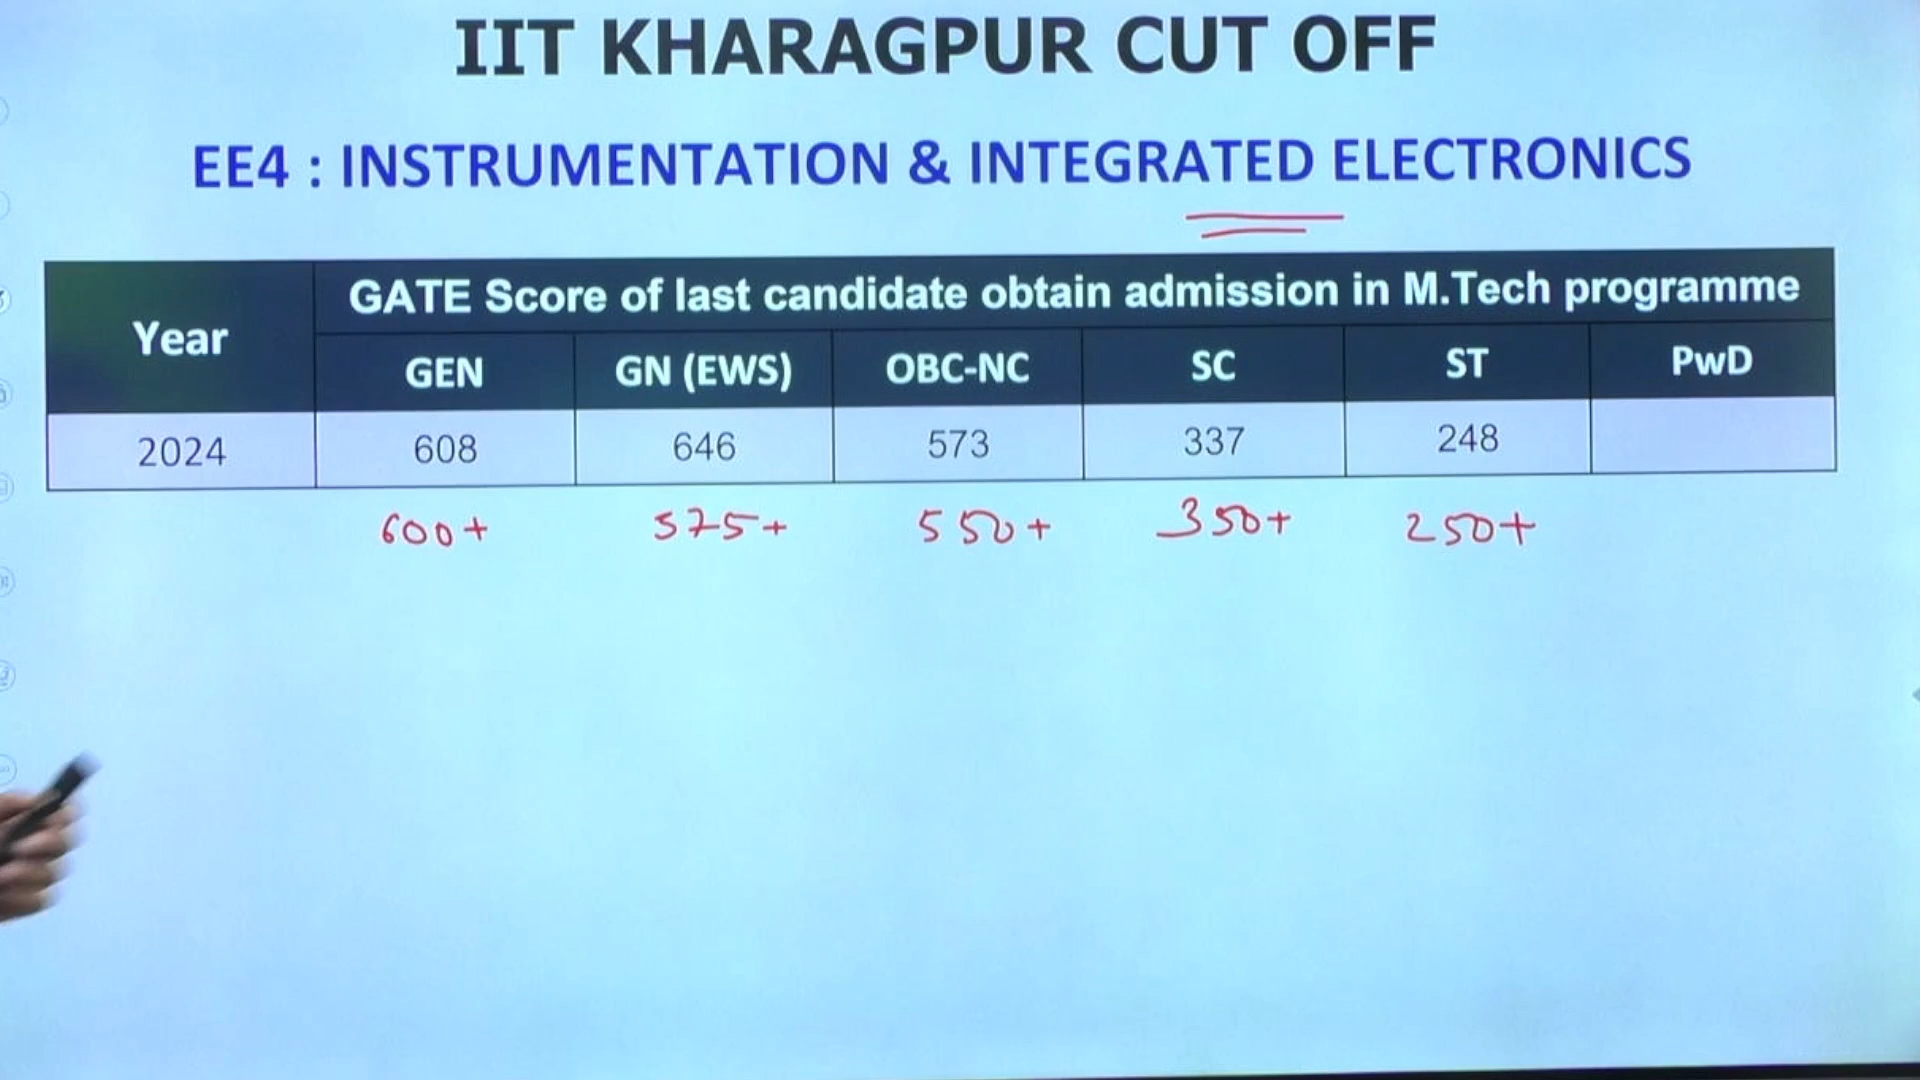 IIT KHARAGPUR CUT OFF
EE4 : INSTRUMENTATION & INTEGRATED ELECTRONICS
Year GATE Score of last candidate obtain admission in M.Tech programme
GEN GN (EWS) OBC-NC SC ST PwD
2024 608 646 573 337 248
600+ 575+ 550+ 350+ 250+